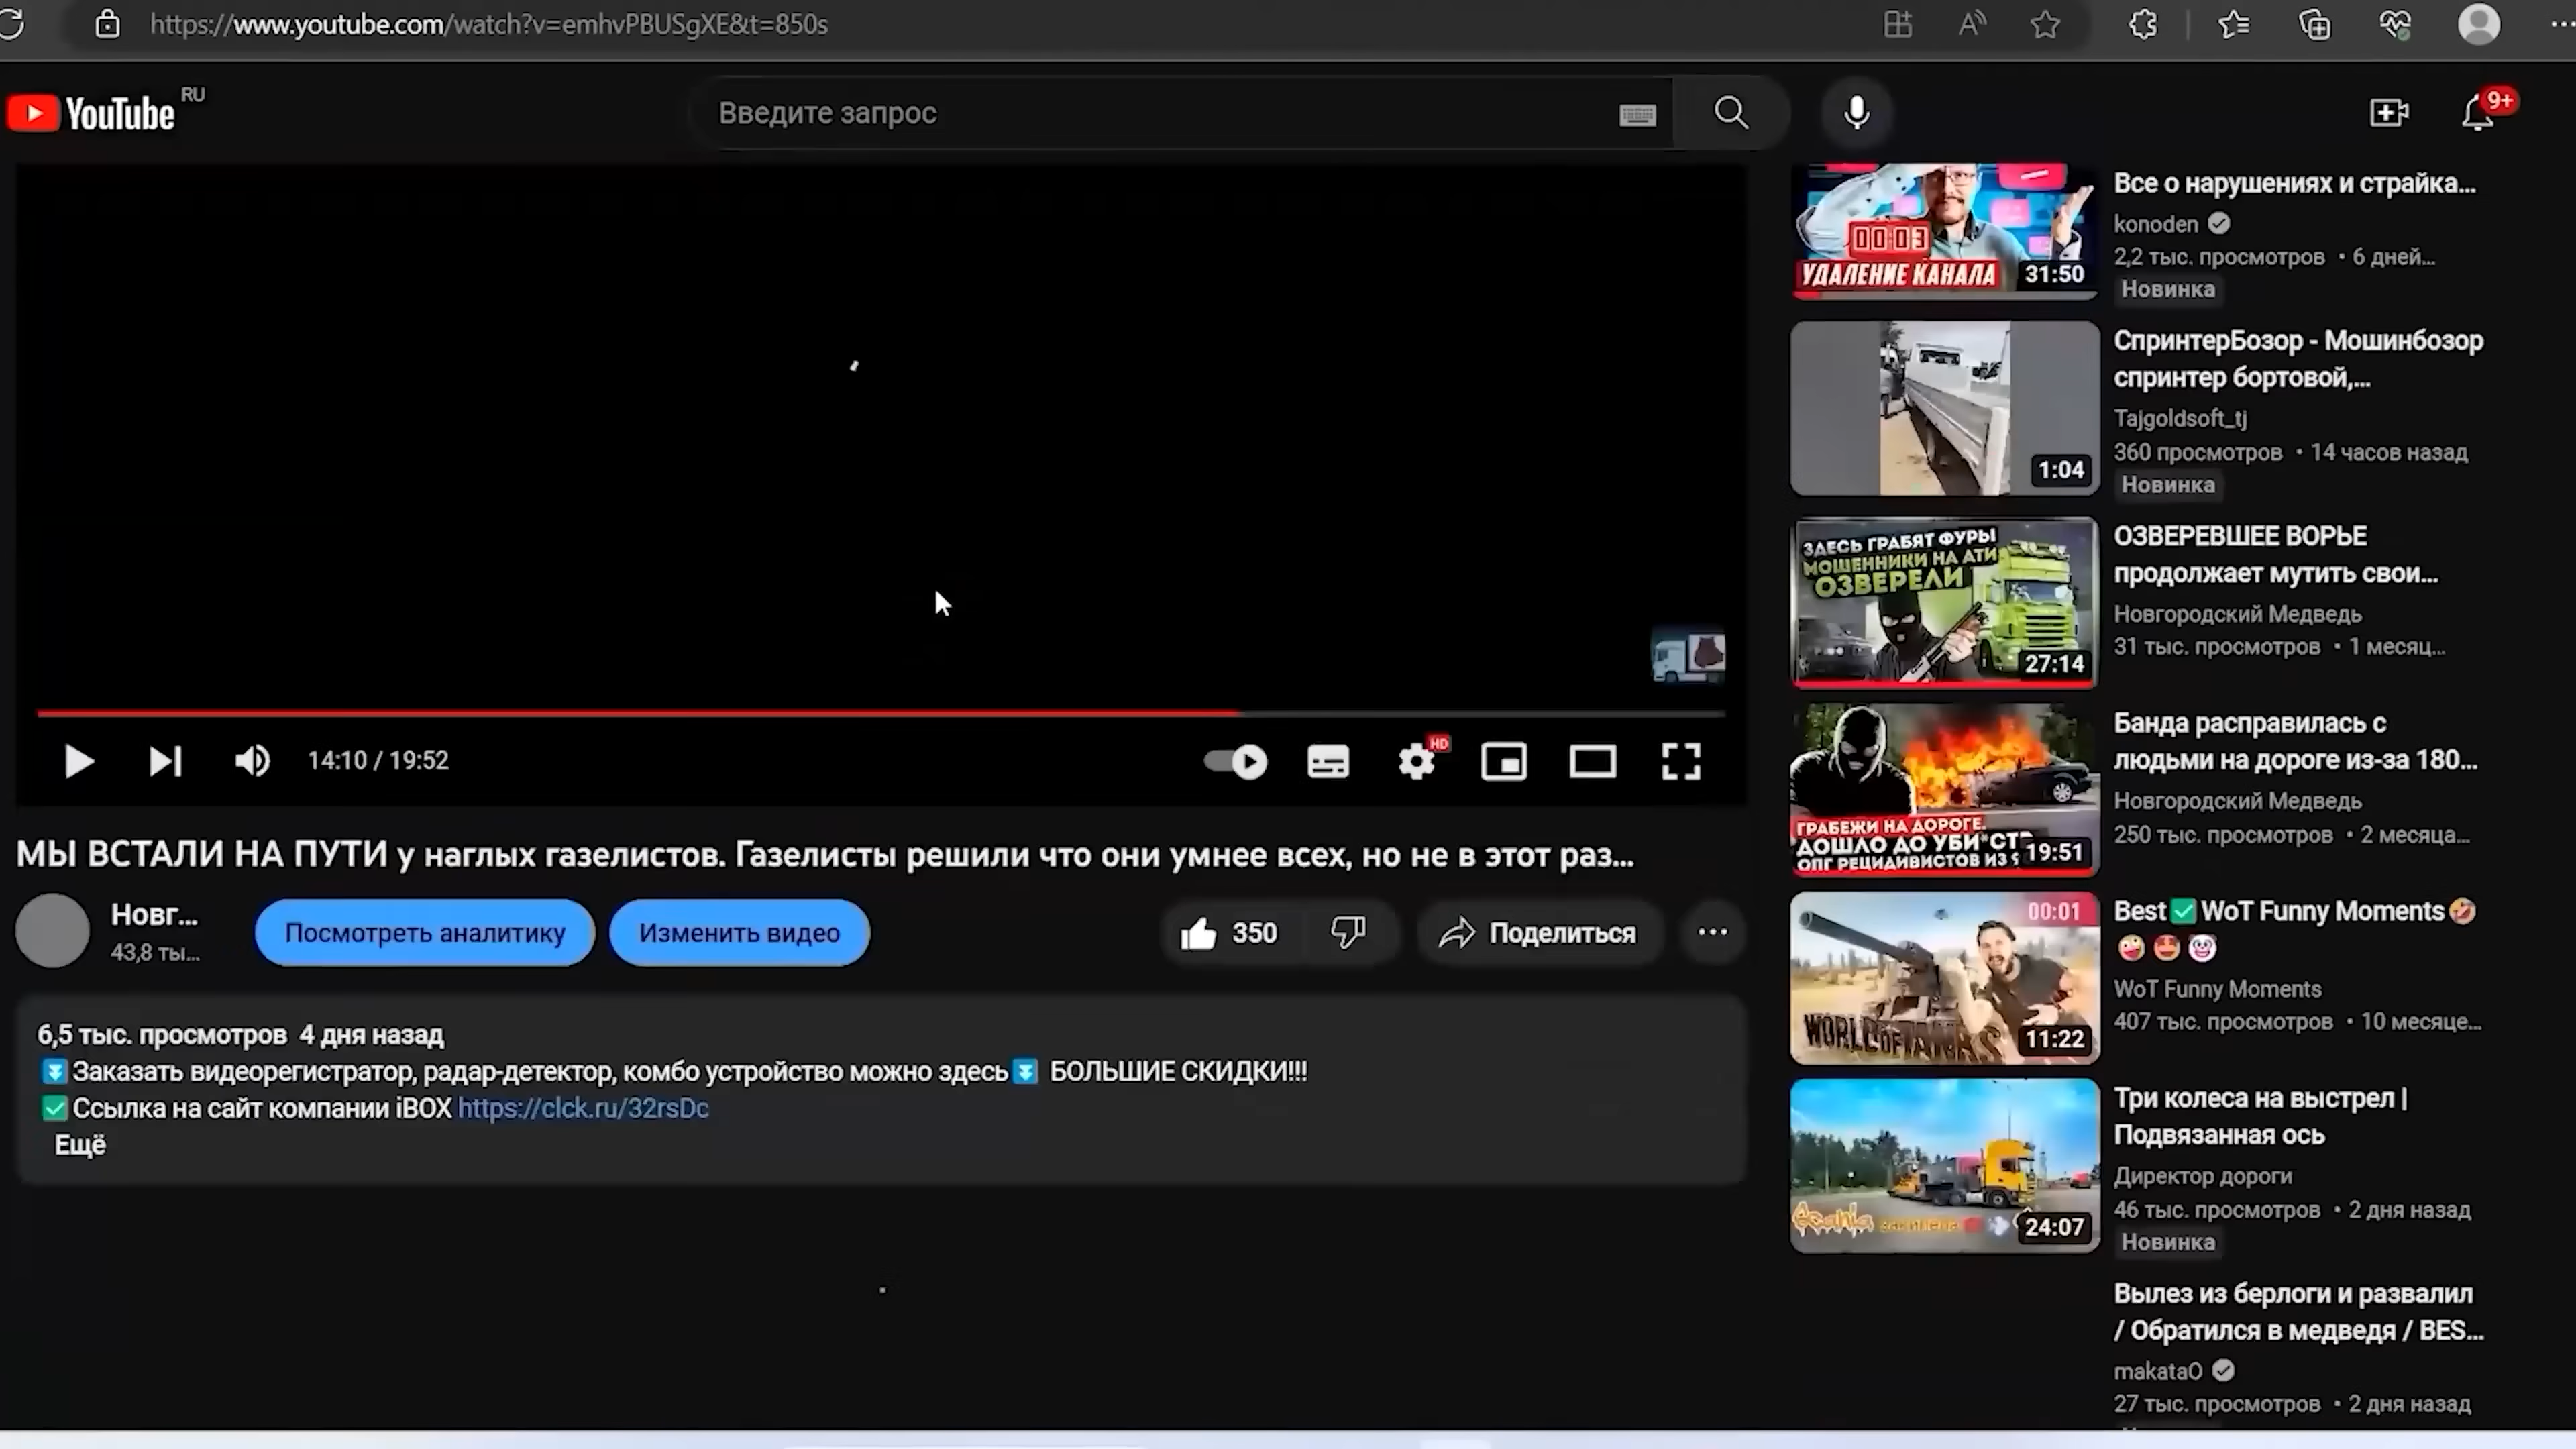 https://www.youtube.com/watch?v=emhvPBUSgXE&t=850s
YouTube RU
Введите запрос
9+
14:10 / 19:52
HD
МЫ ВСТАЛИ НА ПУТИ у наглых газелистов. Газелисты решили что они умнее всех, но не в этот раз...
Новг...
43,8 ты...
Посмотреть аналитику
Изменить видео
350
Поделиться
6,5 тыс. просмотров 4 дня назад
Заказать видеорегистратор, радар-детектор, комбо устройство можно здесь БОЛЬШИЕ СКИДКИ!!!
Ссылка на сайт компании iBOX https://clck.ru/32rsDc
Ещё
00:03
УДАЛЕНИЕ КАНАЛА
31:50
Все о нарушениях и страйка...
konoden
2,2 тыс. просмотров • 6 дней...
Новинка
1:04
СпринтерБозор - Мошинбозор
спринтер бортовой,...
Tajgoldsoft_tj
360 просмотров • 14 часов назад
Новинка
ЗДЕСЬ ГРАБЯТ ФУРЫ
МОШЕННИКИ НА АТИ
ОЗВЕРЕЛИ
27:14
ОЗВЕРЕВШЕЕ ВОРЬЕ
продолжает мутить свои...
Новгородский Медведь
31 тыс. просмотров • 1 месяц...
ГРАБЕЖИ НА ДОРОГЕ.
ДОШЛО ДО УБИ*СТ
ОПГ РЕЦИДИВИСТОВ ИЗ
19:51
Банда расправилась с
людьми на дороге из-за 180...
Новгородский Медведь
250 тыс. просмотров • 2 месяца...
00:01
WORLD OF TANKS
11:22
Best WoT Funny Moments
WoT Funny Moments
407 тыс. просмотров • 10 месяце...
Scania
24:07
Три колеса на выстрел |
Подвязанная ось
Директор дороги
46 тыс. просмотров • 2 дня назад
Новинка
Вылез из берлоги и развалил
/ Обратился в медведя / BES...
makataO
27 тыс. просмотров • 2 дня назад